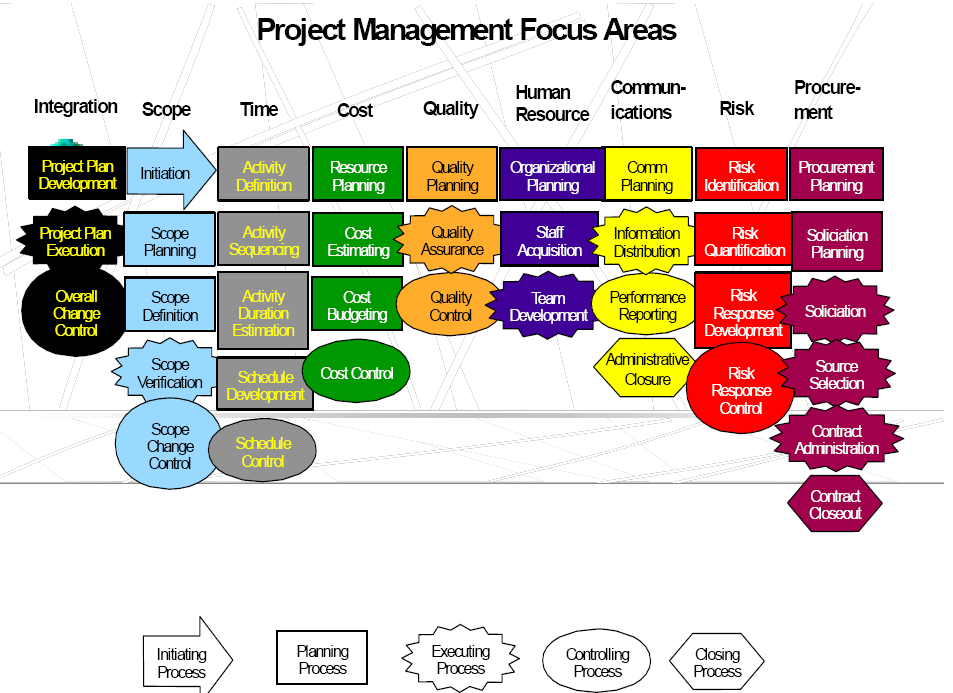 Project Management Focus Areas
Integration
Scope
Time
Cost
Quality
Human
Resource
Commun-
ications
Risk
Procure-
ment
Project Plan
Development
Initiation
Activity
Definition
Resource
Planning
Quality
Planning
Organizational
Planning
Comm
Planning
Risk
Identification
Procurement
Planning
Project Plan
Execution
Scope
Planning
Activity
Sequencing
Cost
Estimating
Quality
Assurance
Staff
Acquisition
Information
Distribution
Risk
Quantification
Soliciation
Planning
Overall
Change
Control
Scope
Definition
Activity
Duration
Estimation
Cost
Budgeting
Quality
Control
Team
Development
Performance
Reporting
Risk
Response
Development
Soliciation
Scope
Verification
Schedule
Development
Cost Control
Administrative
Closure
Risk
Response
Control
Source
Selection
Scope
Change
Control
Schedule
Control
Contract
Administration
Contract
Closeout
Initiating
Process
Planning
Process
Executing
Process
Controlling
Process
Closing
Process